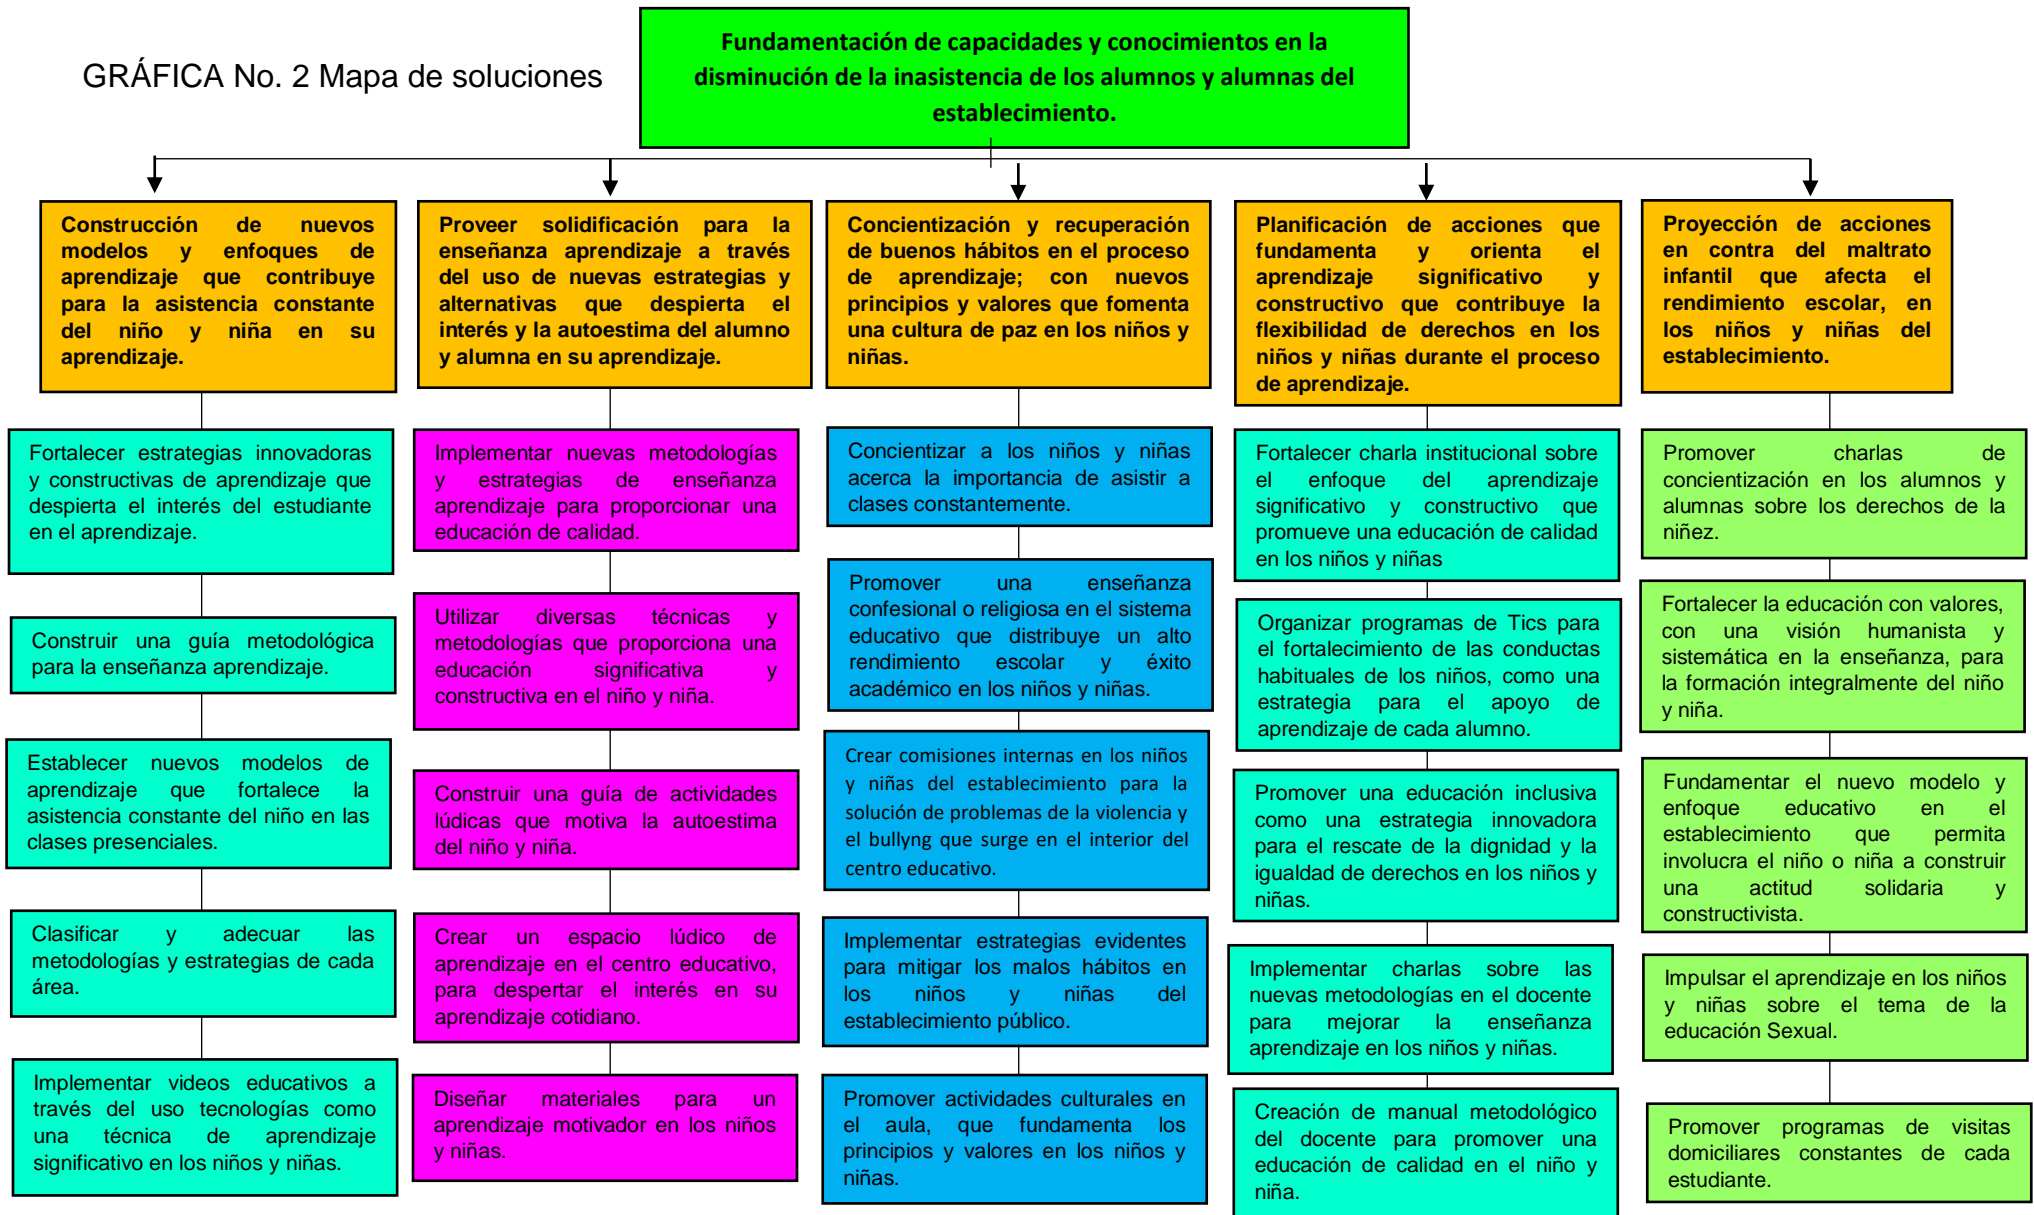 GRÁFICA No. 2 Mapa de soluciones
Fundamentación de capacidades y conocimientos en la
disminución de la inasistencia de los alumnos y alumnas del
establecimiento.
Construcción de nuevos
modelos y enfoques de
aprendizaje que contribuye
para la asistencia constante
del niño y niña en su
aprendizaje.
Fortalecer estrategias innovadoras
y constructivas de aprendizaje que
despierta el interés del estudiante
en el aprendizaje.
Construir una guía metodológica
para la enseñanza aprendizaje.
Establecer nuevos modelos de
aprendizaje que fortalece la
asistencia constante del niño en las
clases presenciales.
Clasificar y adecuar las
metodologías y estrategias de cada
área.
Implementar videos educativos a
través del uso tecnologías como
una técnica de aprendizaje
significativo en los niños y niñas.
Proveer solidificación para la
enseñanza aprendizaje a través
del uso de nuevas estrategias y
alternativas que despierta el
interés y la autoestima del alumno
y alumna en su aprendizaje.
Implementar nuevas metodologías
y estrategias de enseñanza
aprendizaje para proporcionar una
educación de calidad.
Utilizar diversas técnicas y
metodologías que proporciona una
educación significativa y
constructiva en el niño y niña.
Construir una guía de actividades
lúdicas que motiva la autoestima
del niño y niña.
Crear un espacio lúdico de
aprendizaje en el centro educativo,
para despertar el interés en su
aprendizaje cotidiano.
Diseñar materiales para un
aprendizaje motivador en los niños
y niñas.
Concientización y recuperación
de buenos hábitos en el proceso
de aprendizaje; con nuevos
principios y valores que fomenta
una cultura de paz en los niños y
niñas.
Concientizar a los niños y niñas
acerca la importancia de asistir a
clases constantemente.
Promover una enseñanza
confesional o religiosa en el sistema
educativo que distribuye un alto
rendimiento escolar y éxito
académico en los niños y niñas.
Crear comisiones internas en los niños
y niñas del establecimiento para la
solución de problemas de la violencia y
el bullyng que surge en el interior del
centro educativo.
Implementar estrategias evidentes
para mitigar los malos hábitos en
los niños y niñas del
establecimiento público.
Promover actividades culturales en
el aula, que fundamenta los
principios y valores en los niños y
niñas.
Planificación de acciones que
fundamenta y orienta el
aprendizaje significativo y
constructivo que contribuye la
flexibilidad de derechos en los
niños y niñas durante el proceso
de aprendizaje.
Fortalecer charla institucional sobre
el enfoque del aprendizaje
significativo y constructivo que
promueve una educación de calidad
en los niños y niñas
Organizar programas de Tics para
el fortalecimiento de las conductas
habituales de los niños, como una
estrategia para el apoyo de
aprendizaje de cada alumno.
Promover una educación inclusiva
como una estrategia innovadora
para el rescate de la dignidad y la
igualdad de derechos en los niños y
niñas.
Implementar charlas sobre las
nuevas metodologías en el docente
para mejorar la enseñanza
aprendizaje en los niños y niñas.
Creación de manual metodológico
del docente para promover una
educación de calidad en el niño y
niña.
Proyección de acciones
en contra del maltrato
infantil que afecta el
rendimiento escolar, en
los niños y niñas del
establecimiento.
Promover charlas de
concientización en los alumnos y
alumnas sobre los derechos de la
niñez.
Fortalecer la educación con valores,
con una visión humanista y
sistemática en la enseñanza, para
la formación integralmente del niño
y niña.
Fundamentar el nuevo modelo y
enfoque educativo en el
establecimiento que permita
involucra el niño o niña a construir
una actitud solidaria y
constructivista.
Impulsar el aprendizaje en los niños
y niñas sobre el tema de la
educación Sexual.
Promover programas de visitas
domiciliares constantes de cada
estudiante.